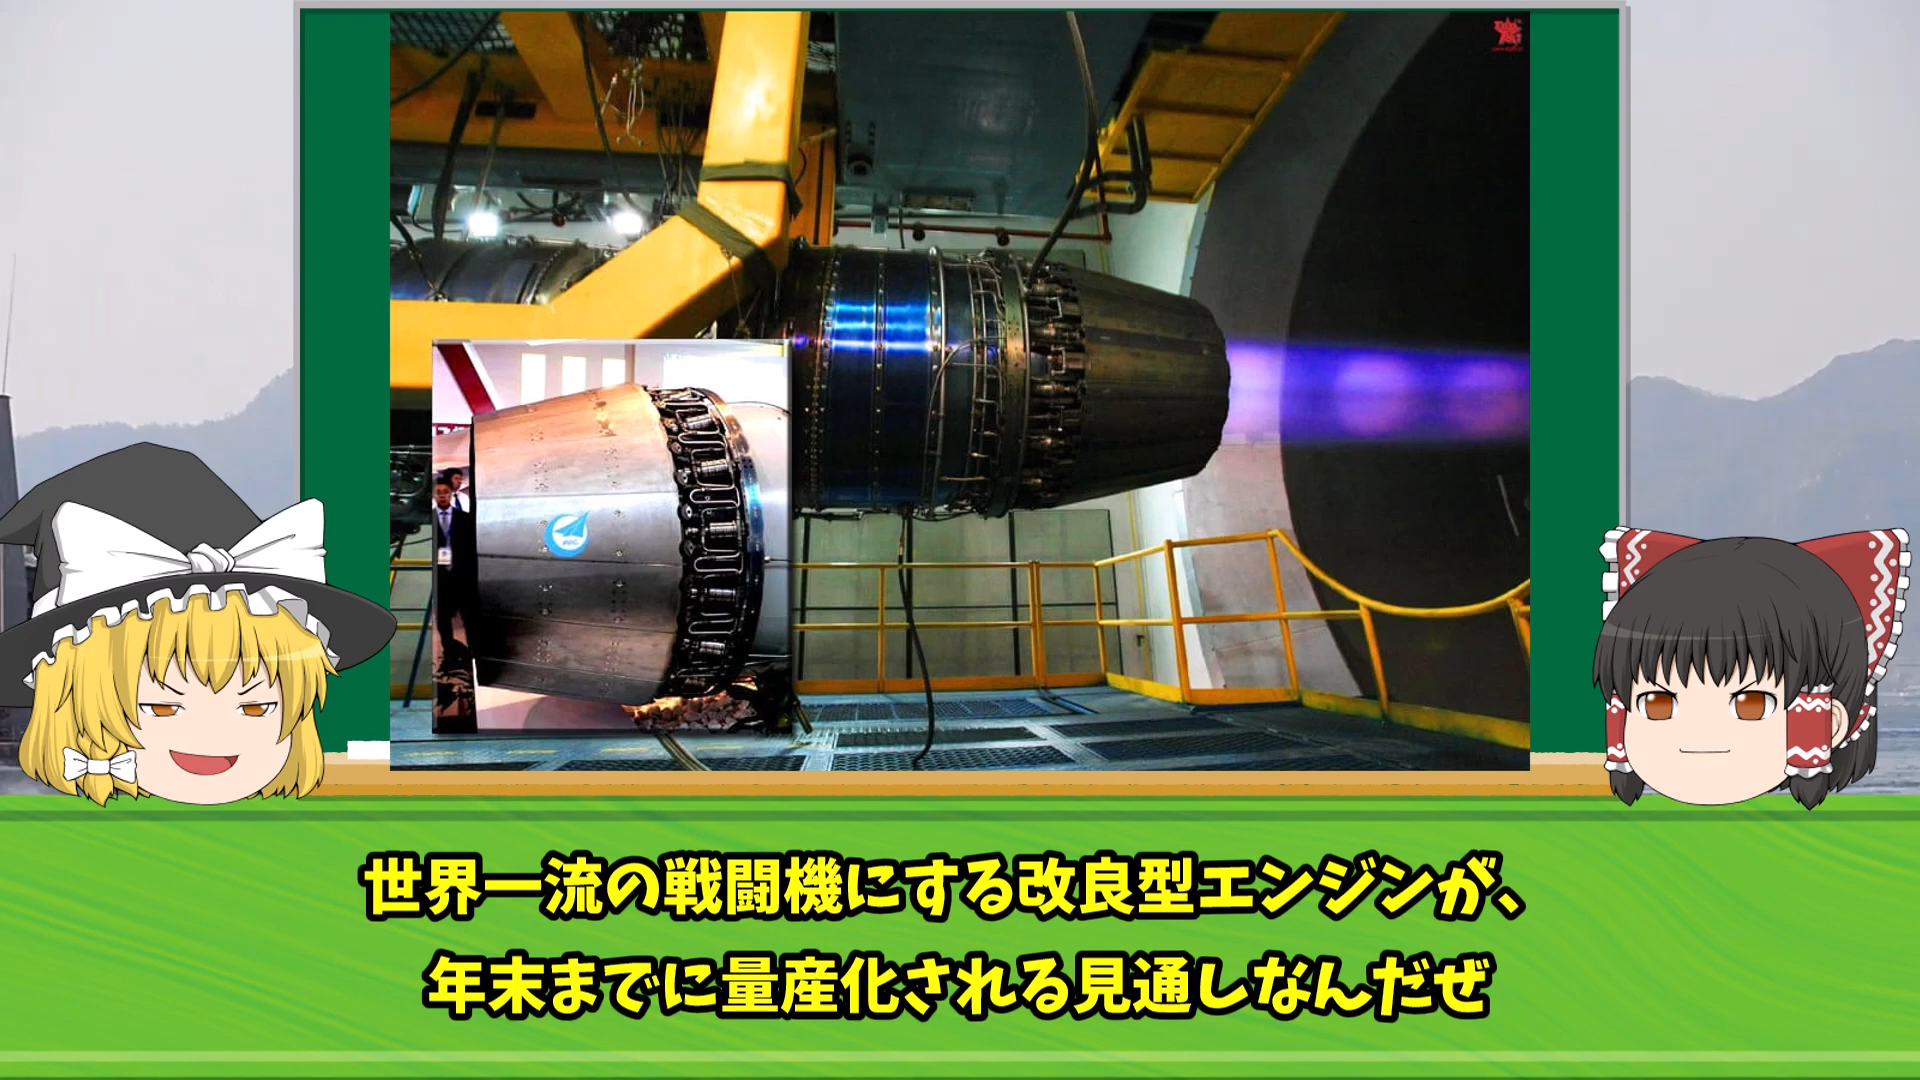 世界一流の戦闘機にする改良型エンジンが、
年末までに量産化される見通しなんだぜ